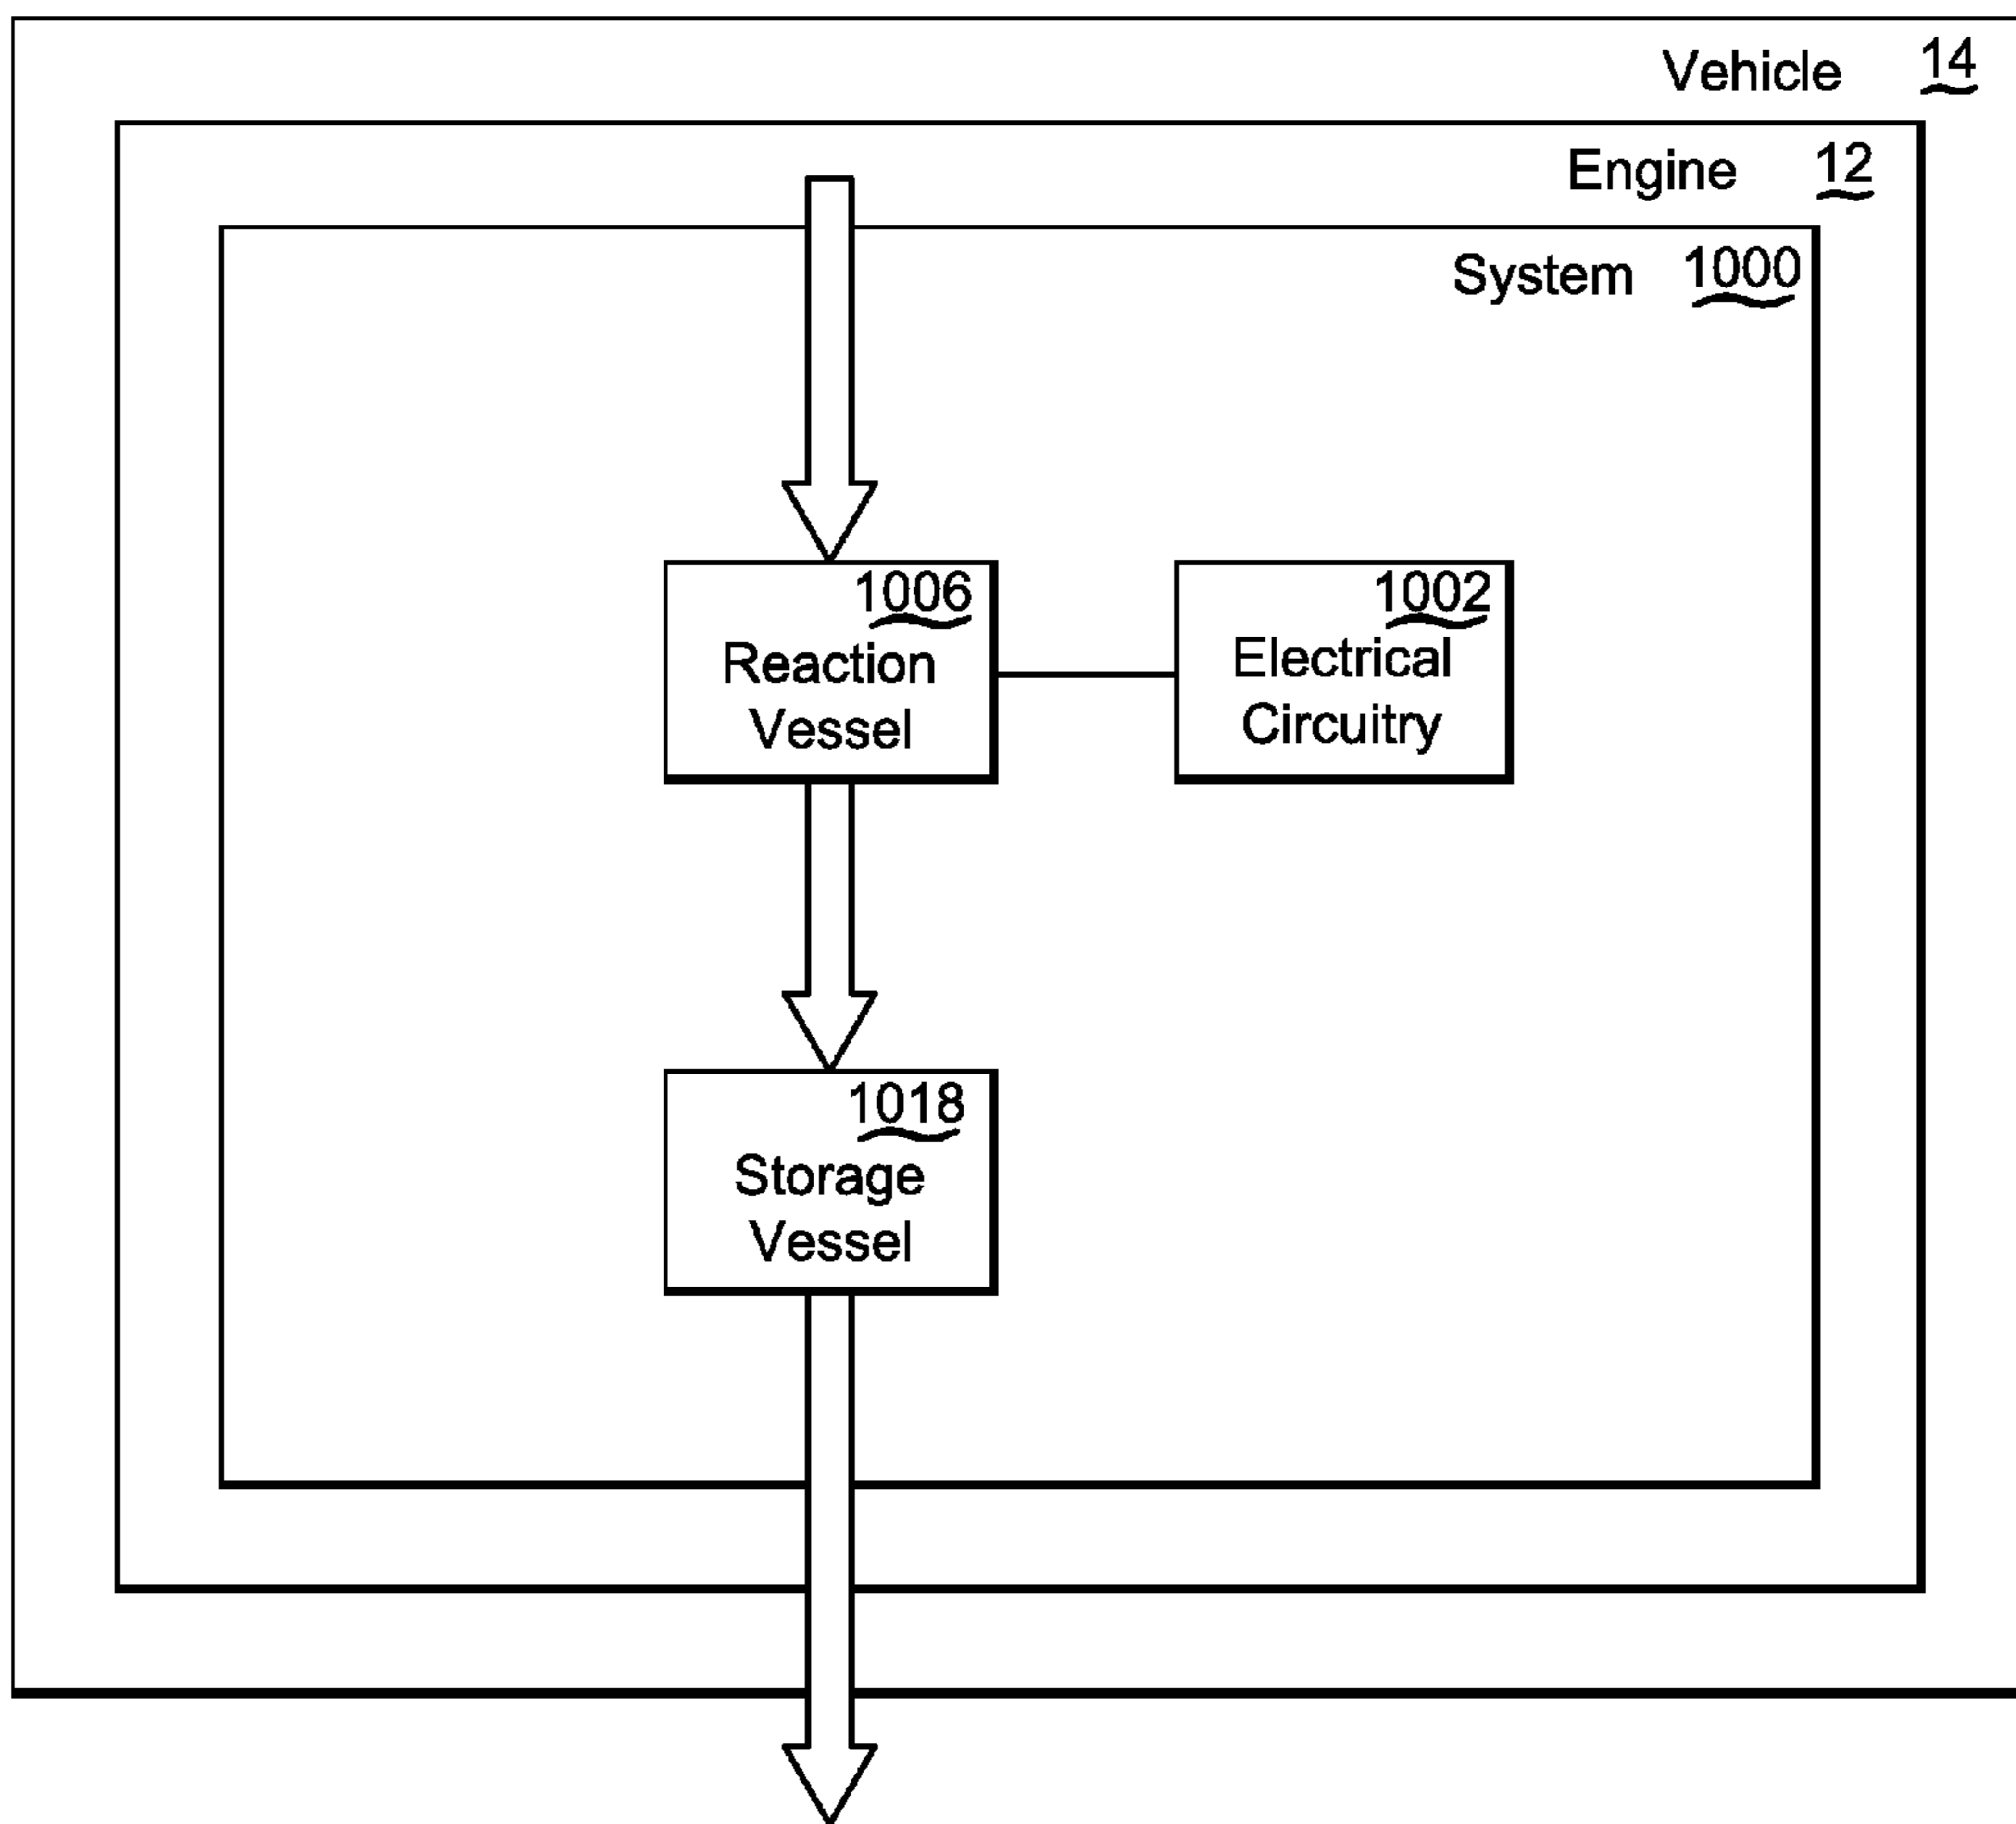 Vehicle 14
Engine 12
System 1000
1006
Reaction
Vessel
1002
Electrical
Circuitry
1018
Storage
Vessel